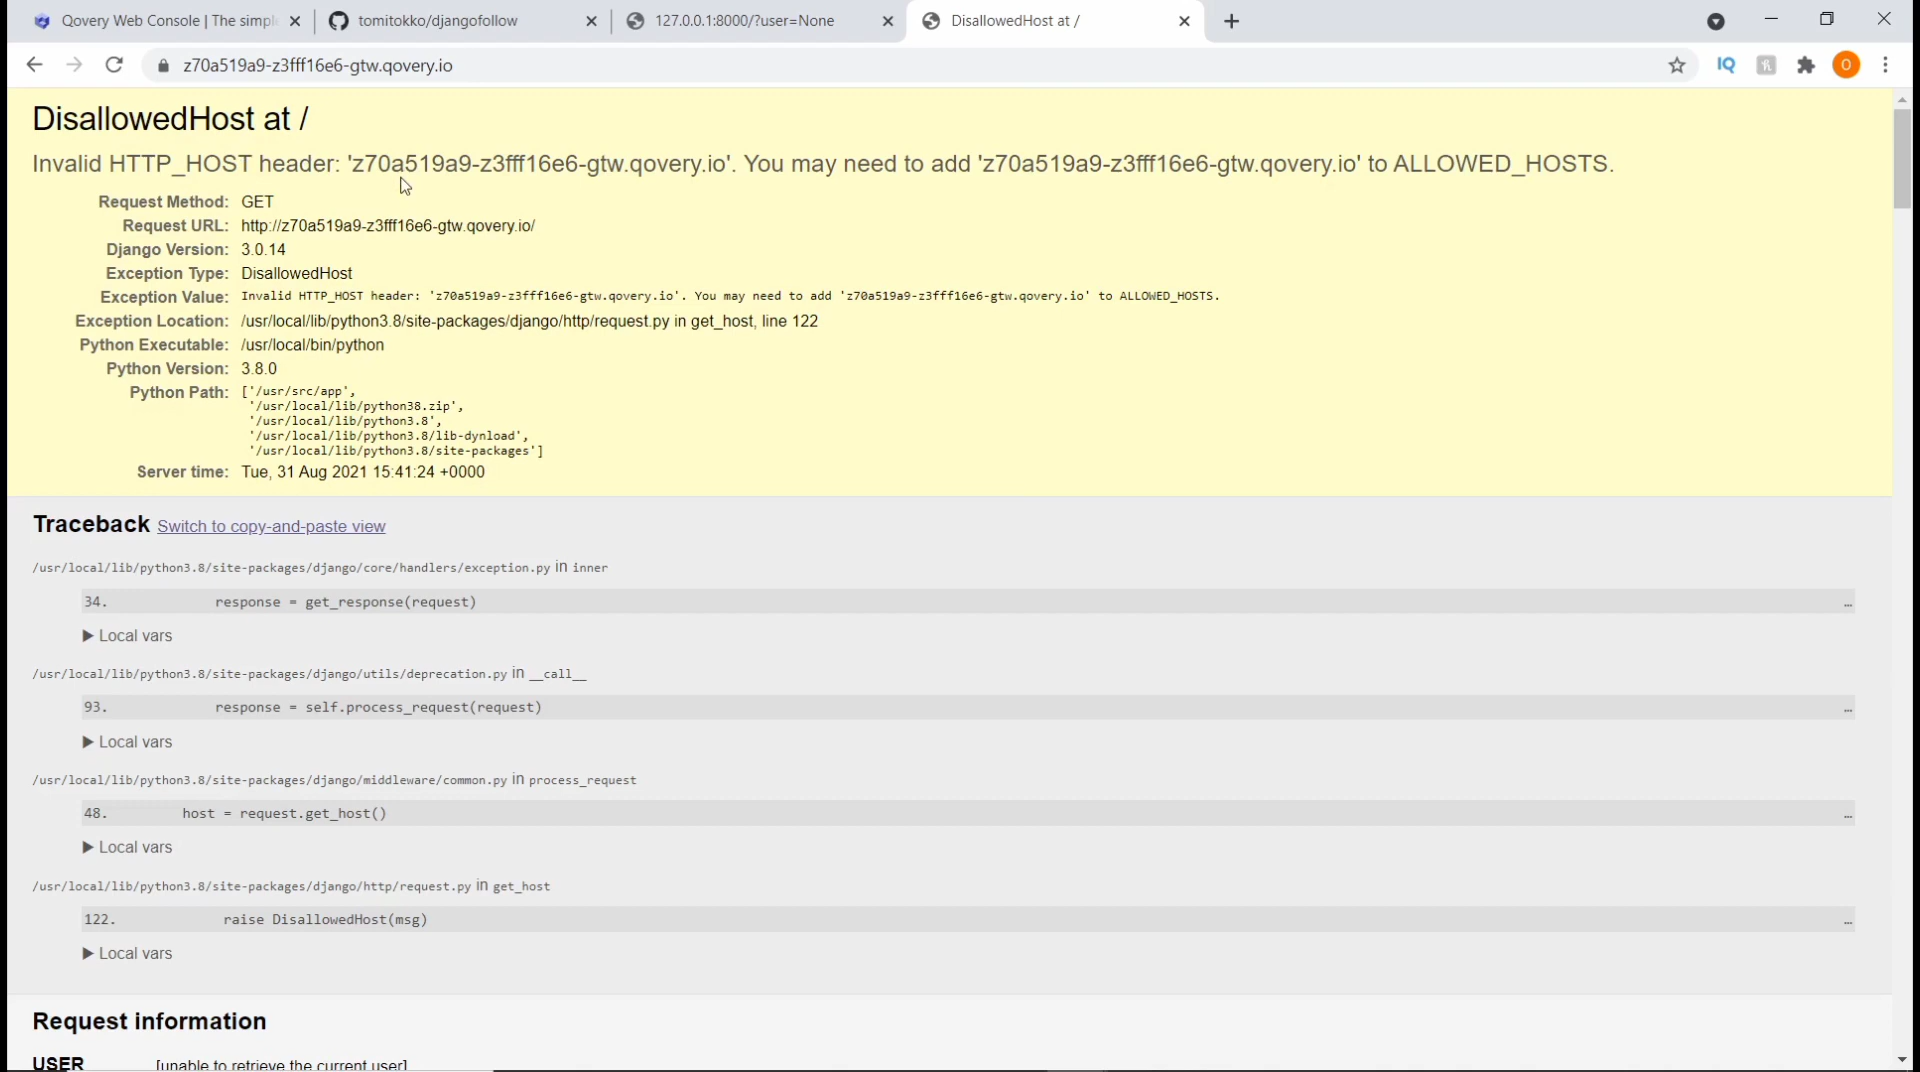 Qovery Web Console | The simple
tomitokko/djangofollow
127.0.0.1:8000/?user=None
DisallowedHost at /
z70a519a9-z3fff16e6-gtw.qovery.io
IQ
O
DisallowedHost at /
Invalid HTTP_HOST header: 'z70a519a9-z3fff16e6-gtw.qovery.io'. You may need to add 'z70a519a9-z3fff16e6-gtw.qovery.io' to ALLOWED_HOSTS.
Request Method: GET
Request URL: http://z70a519a9-z3fff16e6-gtw.qovery.io/
Django Version: 3.0.14
Exception Type: DisallowedHost
Exception Value: Invalid HTTP_HOST header: 'z70a519a9-z3fff16e6-gtw.qovery.io'. You may need to add 'z70a519a9-z3fff16e6-gtw.qovery.io' to ALLOWED_HOSTS.
Exception Location: /usr/local/lib/python3.8/site-packages/django/http/request.py in get_host, line 122
Python Executable: /usr/local/bin/python
Python Version: 3.8.0
Python Path: ['/usr/src/app',
'/usr/local/lib/python38.zip',
'/usr/local/lib/python3.8',
'/usr/local/lib/python3.8/lib-dynload',
'/usr/local/lib/python3.8/site-packages']
Server time: Tue, 31 Aug 2021 15:41:24 +0000
Traceback Switch to copy-and-paste view
/usr/local/lib/python3.8/site-packages/django/core/handlers/exception.py in inner
34. response = get_response(request) …
▶ Local vars
/usr/local/lib/python3.8/site-packages/django/utils/deprecation.py in __call__
93. response = self.process_request(request) …
▶ Local vars
/usr/local/lib/python3.8/site-packages/django/middleware/common.py in process_request
48. host = request.get_host() …
▶ Local vars
/usr/local/lib/python3.8/site-packages/django/http/request.py in get_host
122. raise DisallowedHost(msg) …
▶ Local vars
Request information
USER [unable to retrieve the current user]